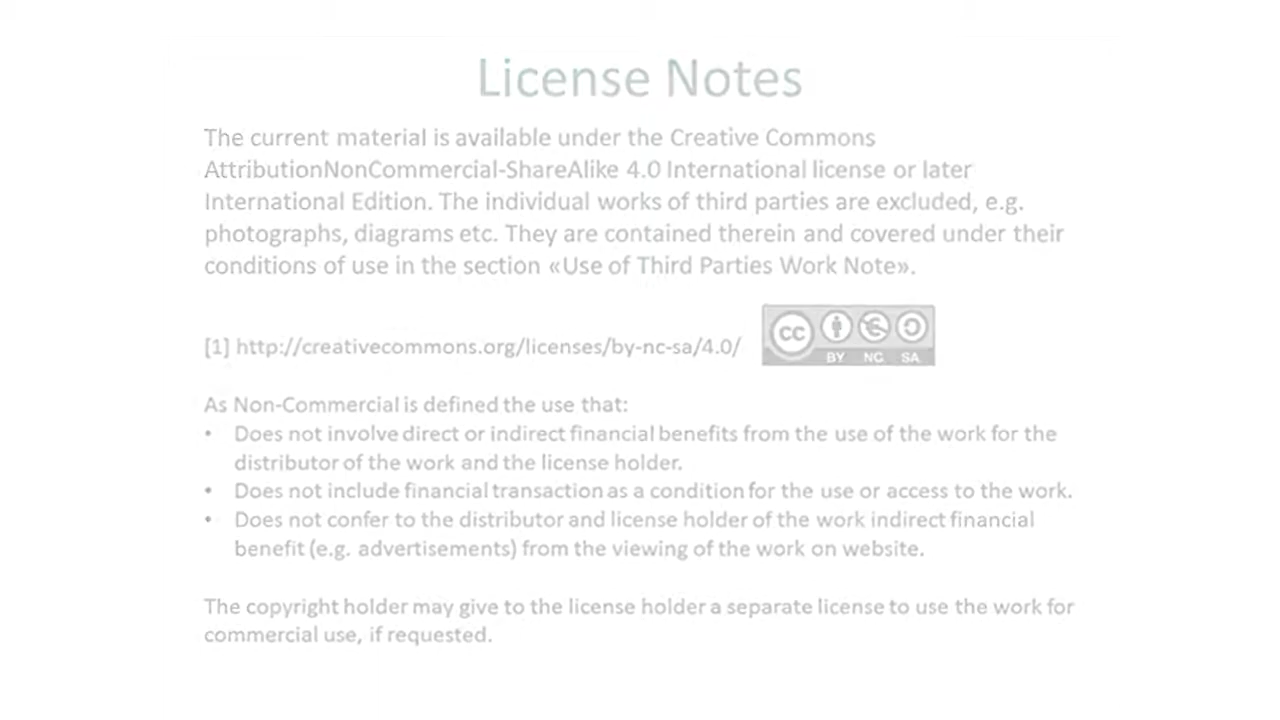 License Notes
The current material is available under the Creative Commons
AttributionNonCommercial-ShareAlike 4.0 International license or later
International Edition. The individual works of third parties are excluded, e.g.
photographs, diagrams etc. They are contained therein and covered under their
conditions of use in the section «Use of Third Parties Work Note».
[1] http://creativecommons.org/licenses/by-nc-sa/4.0/
cc
BY NC SA
As Non-Commercial is defined the use that:
• Does not involve direct or indirect financial benefits from the use of the work for the
distributor of the work and the license holder.
• Does not include financial transaction as a condition for the use or access to the work.
• Does not confer to the distributor and license holder of the work indirect financial
benefit (e.g. advertisements) from the viewing of the work on website.
The copyright holder may give to the license holder a separate license to use the work for
commercial use, if requested.